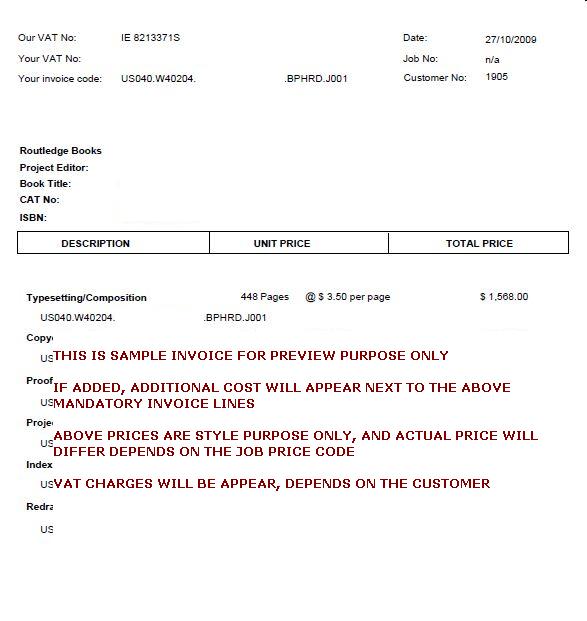 Our VAT No: IE 8213371S Date: 27/10/2009
Your VAT No: Job No: n/a
Your invoice code: US040.W40204. .BPHRD.J001 Customer No: 1905
Routledge Books
Project Editor:
Book Title:
CAT No:
ISBN:
DESCRIPTION UNIT PRICE TOTAL PRICE
Typesetting/Composition 448 Pages @ $ 3.50 per page $ 1,568.00
US040.W40204. .BPHRD.J001
Copy
US THIS IS SAMPLE INVOICE FOR PREVIEW PURPOSE ONLY
Proof
IF ADDED, ADDITIONAL COST WILL APPEAR NEXT TO THE ABOVE
US MANDATORY INVOICE LINES
Proje
ABOVE PRICES ARE STYLE PURPOSE ONLY, AND ACTUAL PRICE WILL
US DIFFER DEPENDS ON THE JOB PRICE CODE
Index
US VAT CHARGES WILL BE APPEAR, DEPENDS ON THE CUSTOMER
Redra
US